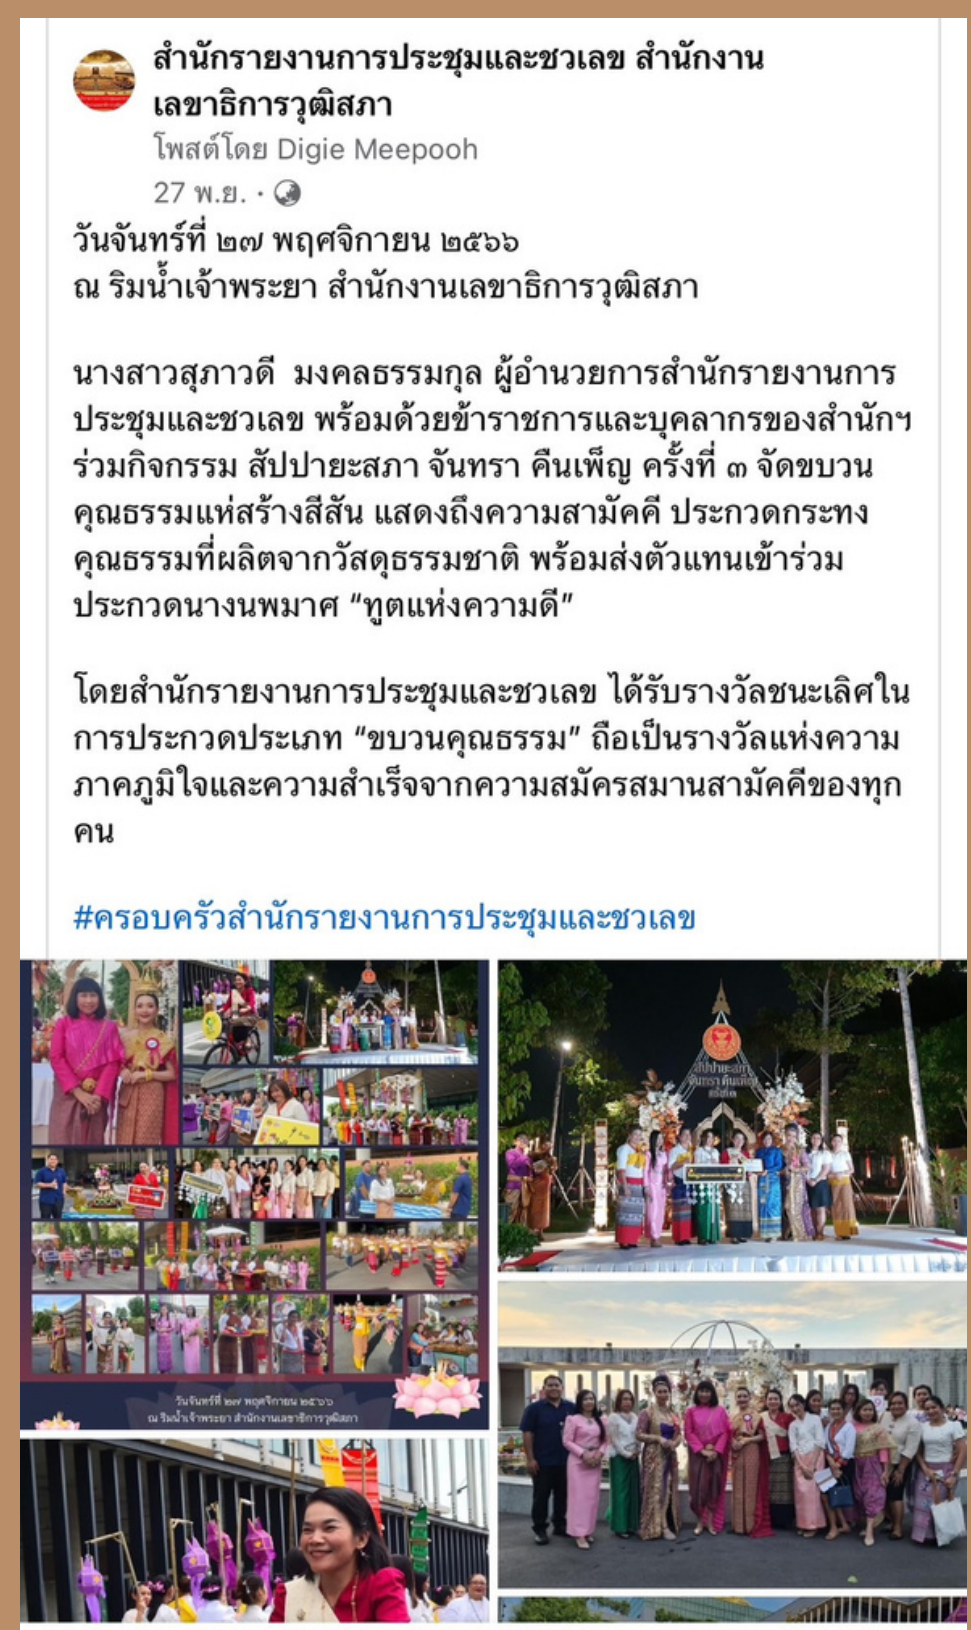 สำนักรายงานการประชุมและชวเลข สำนักงาน
เลขาธิการวุฒิสภา
โพสต์โดย Digie Meepooh
27 พ.ย. ·
วันจันทร์ที่ ๒๗ พฤศจิกายน ๒๕๖๖
ณ ริมน้ำเจ้าพระยา สำนักงานเลขาธิการวุฒิสภา
นางสาวสุภาวดี  มงคลธรรมกุล ผู้อำนวยการสำนักรายงานการ
ประชุมและชวเลข พร้อมด้วยข้าราชการและบุคลากรของสำนักฯ
ร่วมกิจกรรม สัปปายะสภา จันทรา คืนเพ็ญ ครั้งที่ ๓ จัดขบวน
คุณธรรมแห่สร้างสีสัน แสดงถึงความสามัคคี ประกวดกระทง
คุณธรรมที่ผลิตจากวัสดุธรรมชาติ พร้อมส่งตัวแทนเข้าร่วม
ประกวดนางนพมาศ “ทูตแห่งความดี”
โดยสำนักรายงานการประชุมและชวเลข ได้รับรางวัลชนะเลิศใน
การประกวดประเภท “ขบวนคุณธรรม” ถือเป็นรางวัลแห่งความ
ภาคภูมิใจและความสำเร็จจากความสมัครสมานสามัคคีของทุก
คน
#ครอบครัวสำนักรายงานการประชุมและชวเลข
สัปปายะสภา
จันทรา คืนเพ็ญ
วันจันทร์ที่ ๒๗ พฤศจิกายน ๒๕๖๖
ณ ริมน้ำเจ้าพระยา สำนักงานเลขาธิการวุฒิสภา